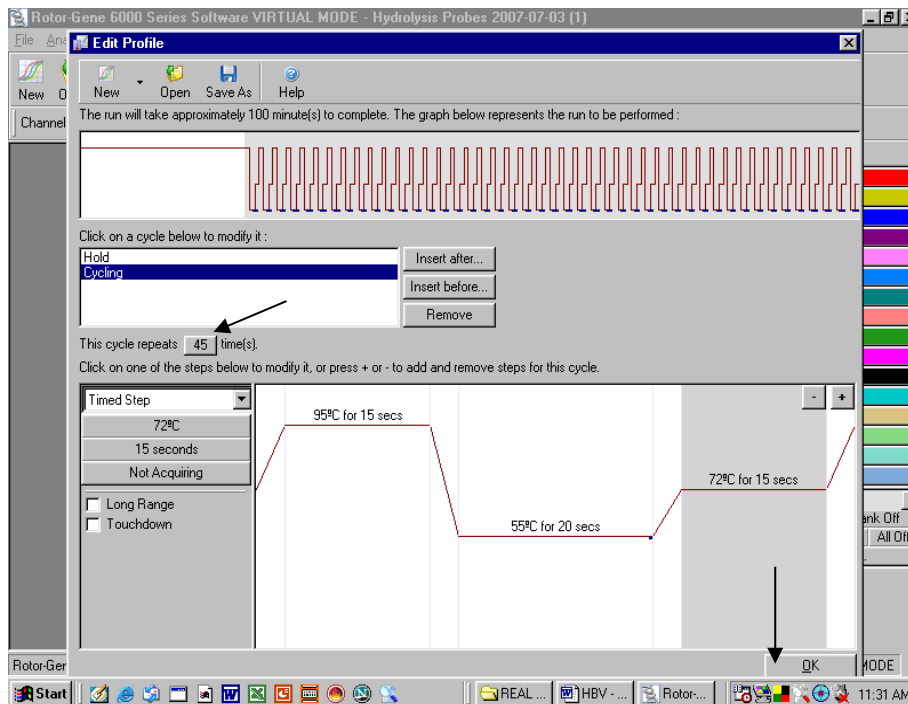 Rotor-Gene 6000 Series Software VIRTUAL MODE - Hydrolysis Probes 2007-07-03 (1)
File
Edit Profile
New
New Open Save As Help
Channel
The run will take approximately 100 minute(s) to complete. The graph below represents the run to be performed :
Click on a cycle below to modify it :
Hold
Cycling
Insert after...
Insert before...
Remove
This cycle repeats 45 time(s).
Click on one of the steps below to modify it, or press + or - to add and remove steps for this cycle.
Timed Step
- +
72ºC
15 seconds
Not Acquiring
Long Range
Touchdown
95ºC for 15 secs
55ºC for 20 secs
72ºC for 15 secs
Off
All Off
OK
Rotor-Ger
MODE
Start
REAL ...
HBV - ...
Rotor-...
11:31 AM